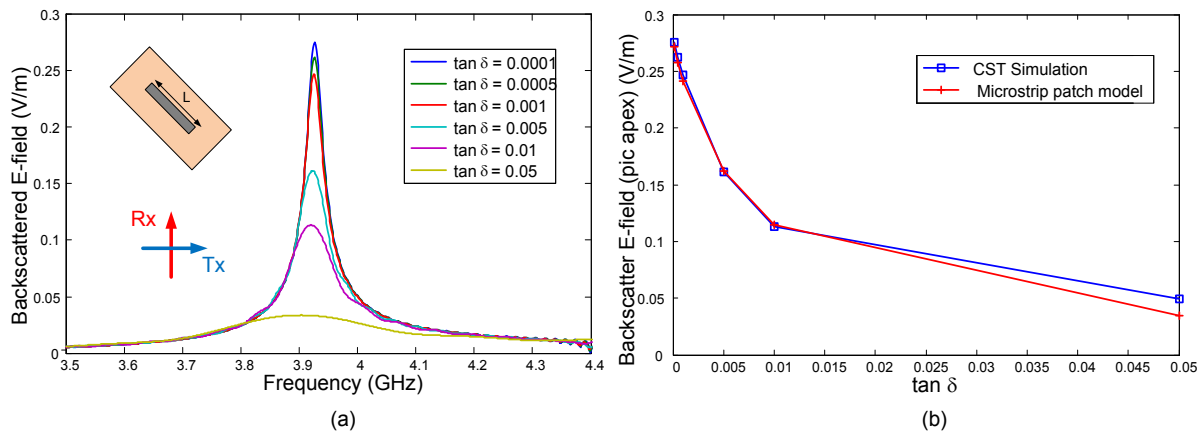 Backscattered E-field (V/m)
0.3
0.25
0.2
0.15
0.1
0.05
0
3.5
3.6
3.7
3.8
3.9
4
4.1
4.2
4.3
4.4
Frequency (GHz)
L
Rx
Tx
tan δ = 0.0001
tan δ = 0.0005
tan δ = 0.001
tan δ = 0.005
tan δ = 0.01
tan δ = 0.05
(a)
Backscatter E-field (pic apex) (V/m)
0.3
0.25
0.2
0.15
0.1
0.05
0
0
0.005
0.01
0.015
0.02
0.025
0.03
0.035
0.04
0.045
0.05
tan δ
CST Simulation
Microstrip patch model
(b)